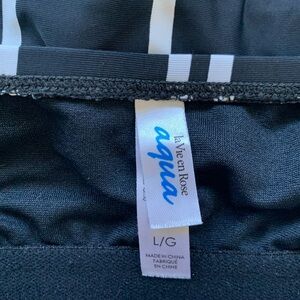 la Vie en Rose
aqua
L/G
MADE IN CHINA
FABRIQUÉ
EN CHINE